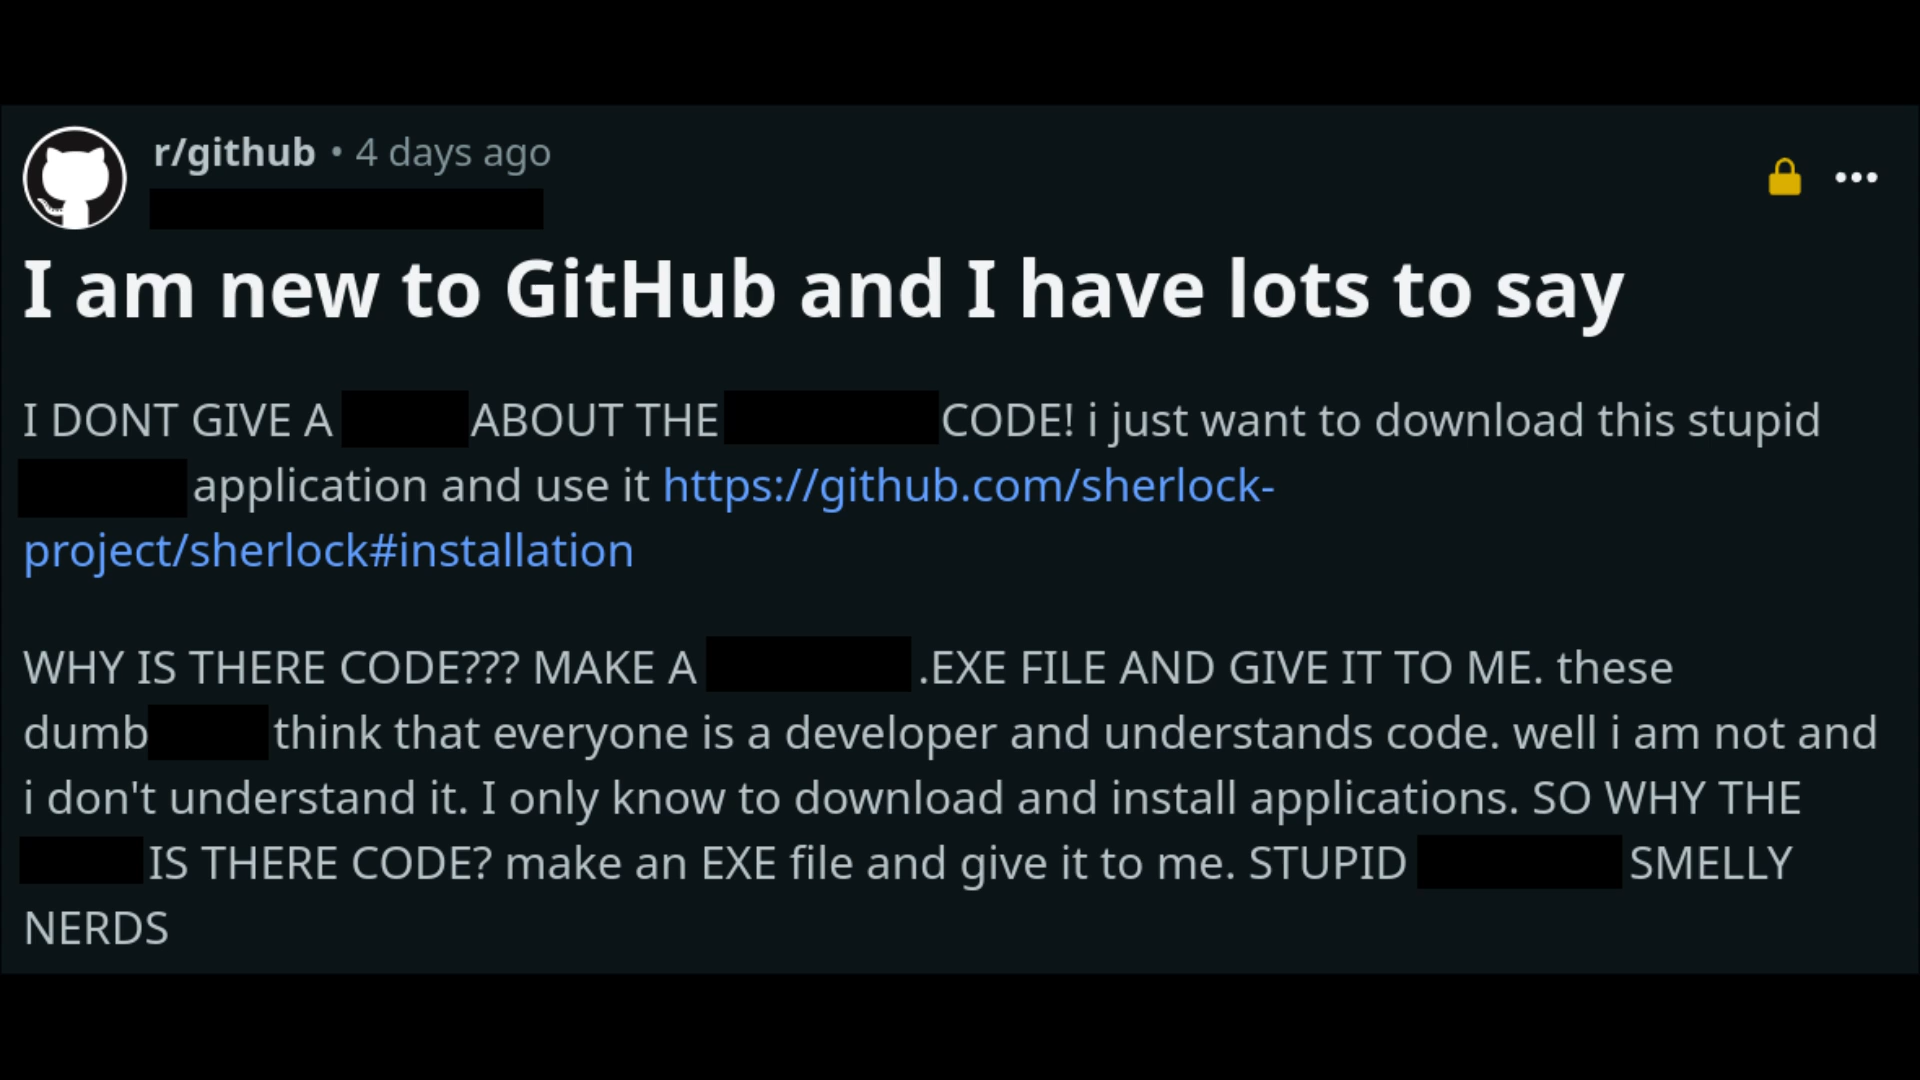 r/github • 4 days ago
I am new to GitHub and I have lots to say
I DONT GIVE A ABOUT THE CODE! i just want to download this stupid
application and use it https://github.com/sherlock-
project/sherlock#installation
WHY IS THERE CODE??? MAKE A .EXE FILE AND GIVE IT TO ME. these
dumb think that everyone is a developer and understands code. well i am not and
i don't understand it. I only know to download and install applications. SO WHY THE
IS THERE CODE? make an EXE file and give it to me. STUPID SMELLY
NERDS